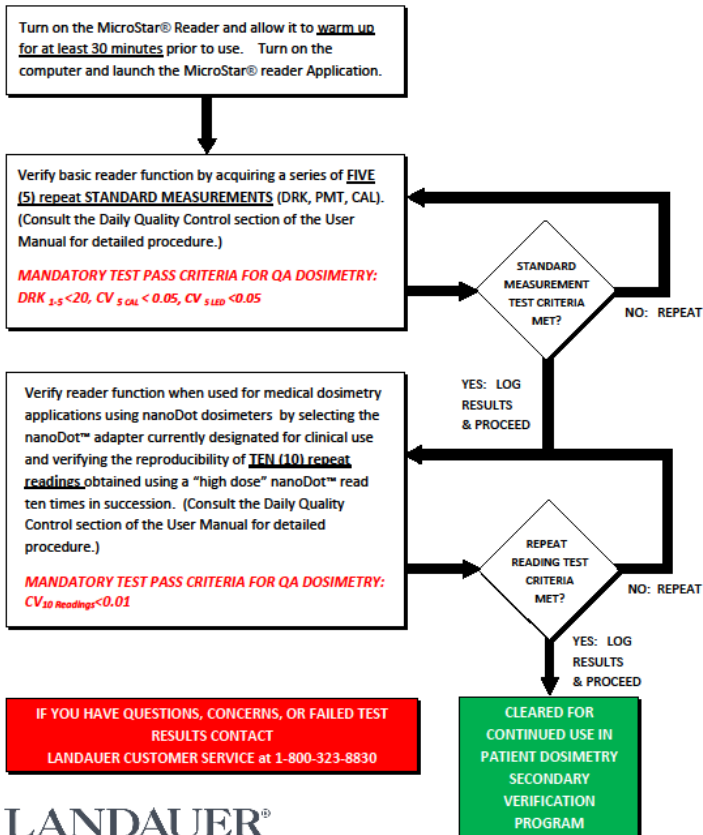 Turn on the MicroStar® Reader and allow it to warm up
for at least 30 minutes prior to use. Turn on the
computer and launch the MicroStar® reader Application.
Verify basic reader function by acquiring a series of FIVE
(5) repeat STANDARD MEASUREMENTS (DRK, PMT, CAL).
(Consult the Daily Quality Control section of the User
Manual for detailed procedure.)
MANDATORY TEST PASS CRITERIA FOR QA DOSIMETRY:
DRK 1-5 <20, CV 5 CAL < 0.05, CV 5 LED <0.05
STANDARD
MEASUREMENT
TEST CRITERIA
MET?
NO: REPEAT
YES: LOG
RESULTS
& PROCEED
Verify reader function when used for medical dosimetry
applications using nanoDot dosimeters by selecting the
nanoDot™ adapter currently designated for clinical use
and verifying the reproducibility of TEN (10) repeat
readings obtained using a “high dose” nanoDot™ read
ten times in succession. (Consult the Daily Quality
Control section of the User Manual for detailed
procedure.)
MANDATORY TEST PASS CRITERIA FOR QA DOSIMETRY:
CV10 Readings<0.01
REPEAT
READING TEST
CRITERIA
MET?
NO: REPEAT
YES: LOG
RESULTS
& PROCEED
IF YOU HAVE QUESTIONS, CONCERNS, OR FAILED TEST
RESULTS CONTACT
LANDAUER CUSTOMER SERVICE at 1-800-323-8830
CLEARED FOR
CONTINUED USE IN
PATIENT DOSIMETRY
SECONDARY
VERIFICATION
PROGRAM
LANDAUER®